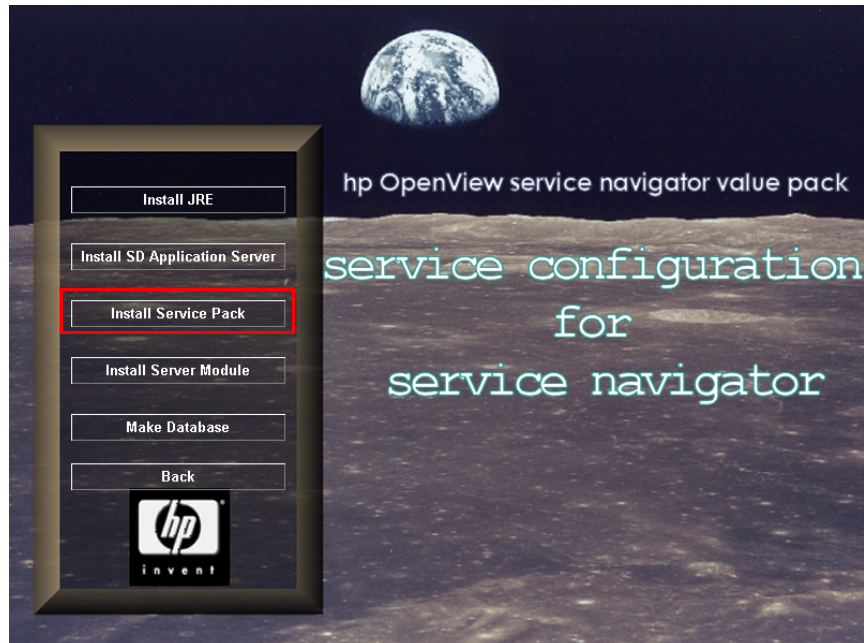 hp OpenView service navigator value pack
service configuration
for
service navigator
Install JRE
Install SD Application Server
Install Service Pack
Install Server Module
Make Database
Back
hp
invent